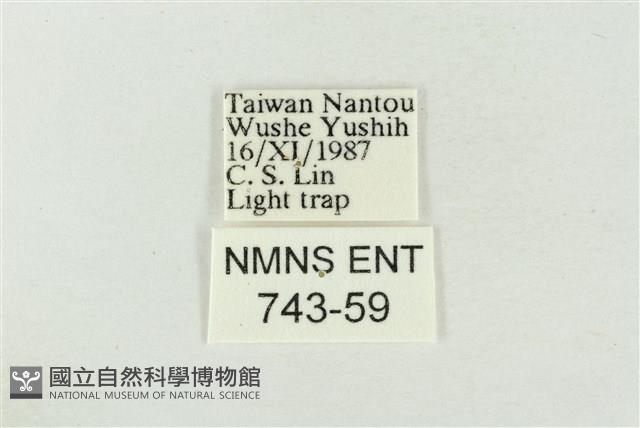 Taiwan Nantou
Wushe Yushih
16/XI/1987
C. S. Lin
Light trap
NMNS ENT
743-59
國立自然科學博物館
NATIONAL MUSEUM OF NATURAL SCIENCE